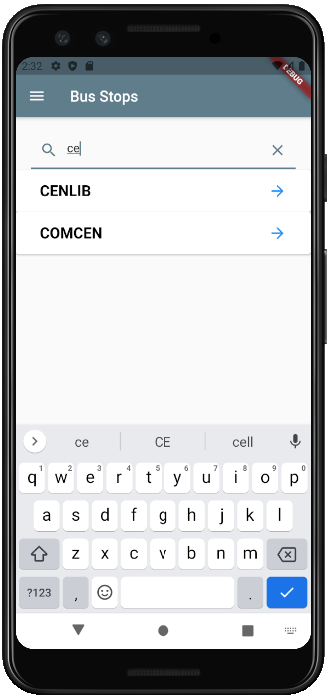 2:32
DEBUG
Bus Stops
ce
CENLIB
COMCEN
ce CE cell
1 2 3 4 5 6 7 8 9 0
q w e r t y u i o p
a s d f g h j k l
z x c v b n m
?123 , .